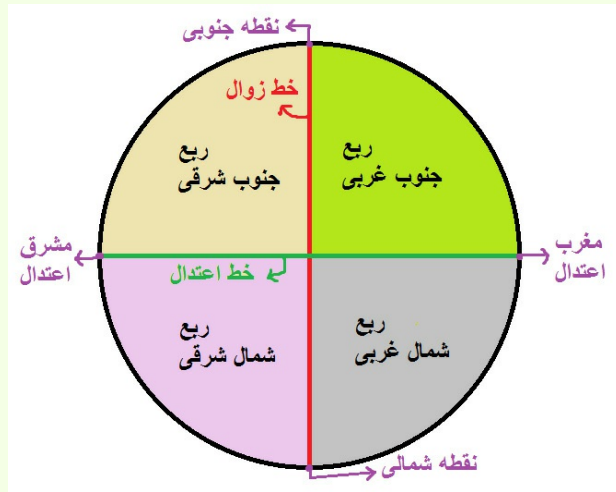 نقطه جنوبی
خط زوال
ربع
جنوب غربی
ربع
جنوب شرقی
مغرب
اعتدال
مشرق
اعتدال
خط اعتدال
ربع
شمال غربی
ربع
شمال شرقی
نقطه شمالی